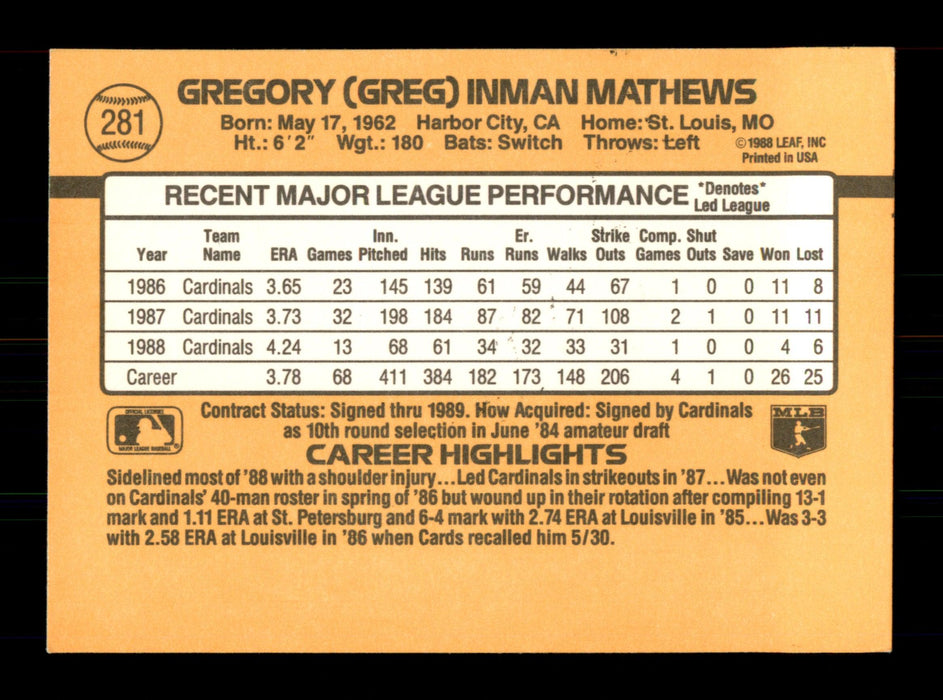 281
GREGORY (GREG) INMAN MATHEWS
Born: May 17, 1962 Harbor City, CA Home: St. Louis, MO
Ht.: 6'2" Wgt.: 180 Bats: Switch Throws: Left
©1988 LEAF, INC
Printed in USA
RECENT MAJOR LEAGUE PERFORMANCE *Denotes*
Led League
Year Team Name ERA Games Inn. Pitched Hits Runs Er. Runs Walks Strike Outs Comp. Games Shut Outs Save Won Lost
1986 Cardinals 3.65 23 145 139 61 59 44 67 1 0 0 11 8
1987 Cardinals 3.73 32 198 184 87 82 71 108 2 1 0 11 11
1988 Cardinals 4.24 13 68 61 34 32 33 31 1 0 0 4 6
Career 3.78 68 411 384 182 173 148 206 4 1 0 26 25
OFFICIAL LICENSEE
MAJOR LEAGUE BASEBALL
Contract Status: Signed thru 1989. How Acquired: Signed by Cardinals
as 10th round selection in June '84 amateur draft
MLB
CAREER HIGHLIGHTS
Sidelined most of '88 with a shoulder injury...Led Cardinals in strikeouts in '87...Was not even
on Cardinals' 40-man roster in spring of '86 but wound up in their rotation after compiling 13-1
mark and 1.11 ERA at St. Petersburg and 6-4 mark with 2.74 ERA at Louisville in '85...Was 3-3
with 2.58 ERA at Louisville in '86 when Cards recalled him 5/30.